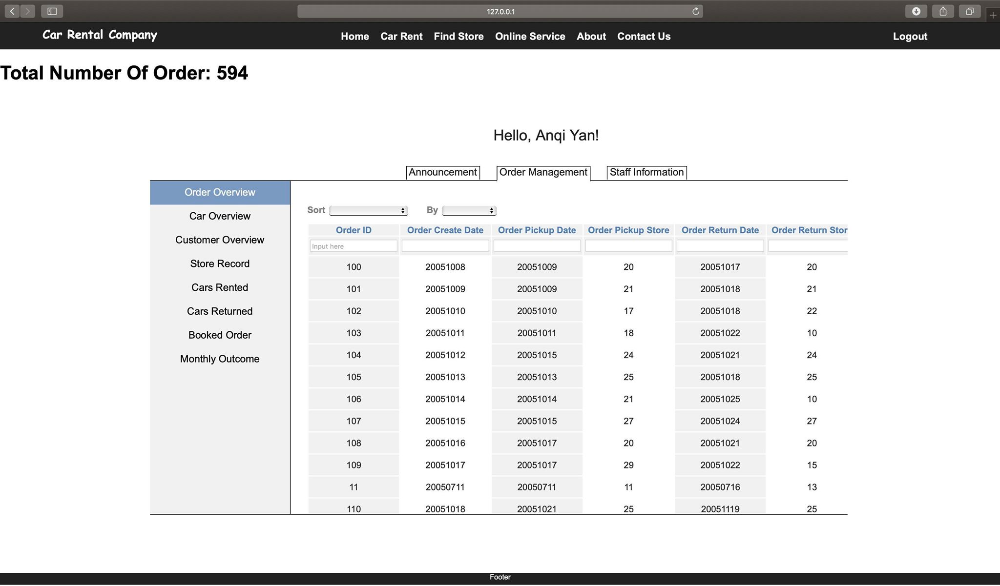 127.0.0.1
Car Rental Company Home Car Rent Find Store Online Service About Contact Us Logout
Total Number Of Order: 594
Hello, Anqi Yan!
Announcement Order Management Staff Information
Order Overview
Car Overview
Customer Overview
Store Record
Cars Rented
Cars Returned
Booked Order
Monthly Outcome
Sort By
Order ID Order Create Date Order Pickup Date Order Pickup Store Order Return Date Order Return Stor
Input here
100 20051008 20051009 20 20051017 20
101 20051009 20051009 21 20051018 21
102 20051010 20051010 17 20051018 22
103 20051011 20051011 18 20051022 10
104 20051012 20051015 24 20051021 24
105 20051013 20051013 25 20051018 25
106 20051014 20051014 21 20051025 10
107 20051015 20051015 27 20051024 27
108 20051016 20051017 20 20051021 20
109 20051017 20051017 29 20051022 15
11 20050711 20050711 11 20050716 13
110 20051018 20051021 25 20051119 25
Footer